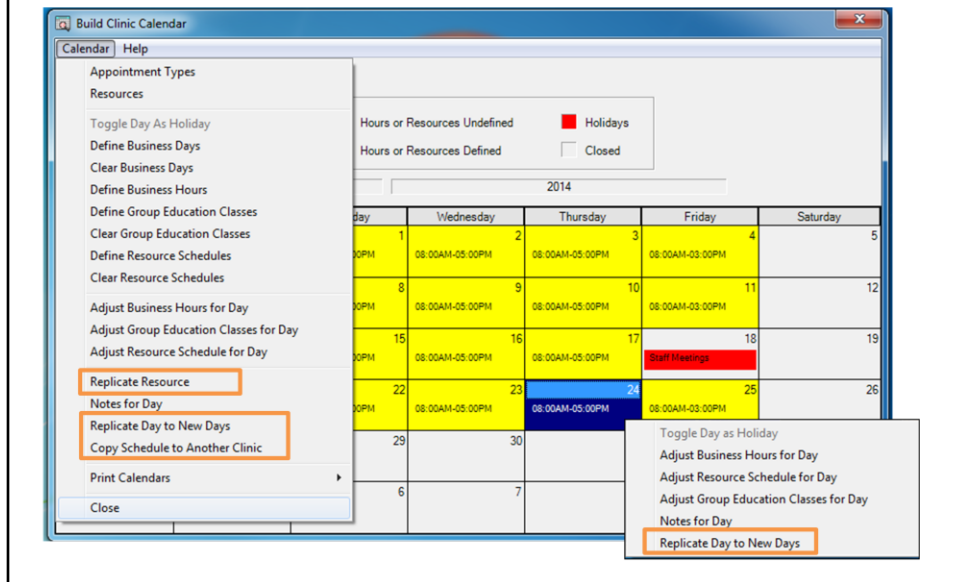 Build Clinic Calendar
Calendar Help
Appointment Types
Resources
Toggle Day As Holiday
Define Business Days
Clear Business Days
Define Business Hours
Define Group Education Classes
Clear Group Education Classes
Define Resource Schedules
Clear Resource Schedules
Adjust Business Hours for Day
Adjust Group Education Classes for Day
Adjust Resource Schedule for Day
Replicate Resource
Notes for Day
Replicate Day to New Days
Copy Schedule to Another Clinic
Print Calendars
Close
Hours or Resources Undefined Holidays
Hours or Resources Defined Closed
2014
day Wednesday Thursday Friday Saturday
1 2 3 4 5
00PM 08:00AM-05:00PM 08:00AM-05:00PM 08:00AM-03:00PM
8 9 10 11 12
00PM 08:00AM-05:00PM 08:00AM-05:00PM 08:00AM-03:00PM
15 16 17 18 19
00PM 08:00AM-05:00PM 08:00AM-05:00PM Staff Meetings
22 23 24 25 26
00PM 08:00AM-05:00PM 08:00AM-05:00PM 08:00AM-03:00PM
29 30
6 7
Toggle Day as Holiday
Adjust Business Hours for Day
Adjust Resource Schedule for Day
Adjust Group Education Classes for Day
Notes for Day
Replicate Day to New Days